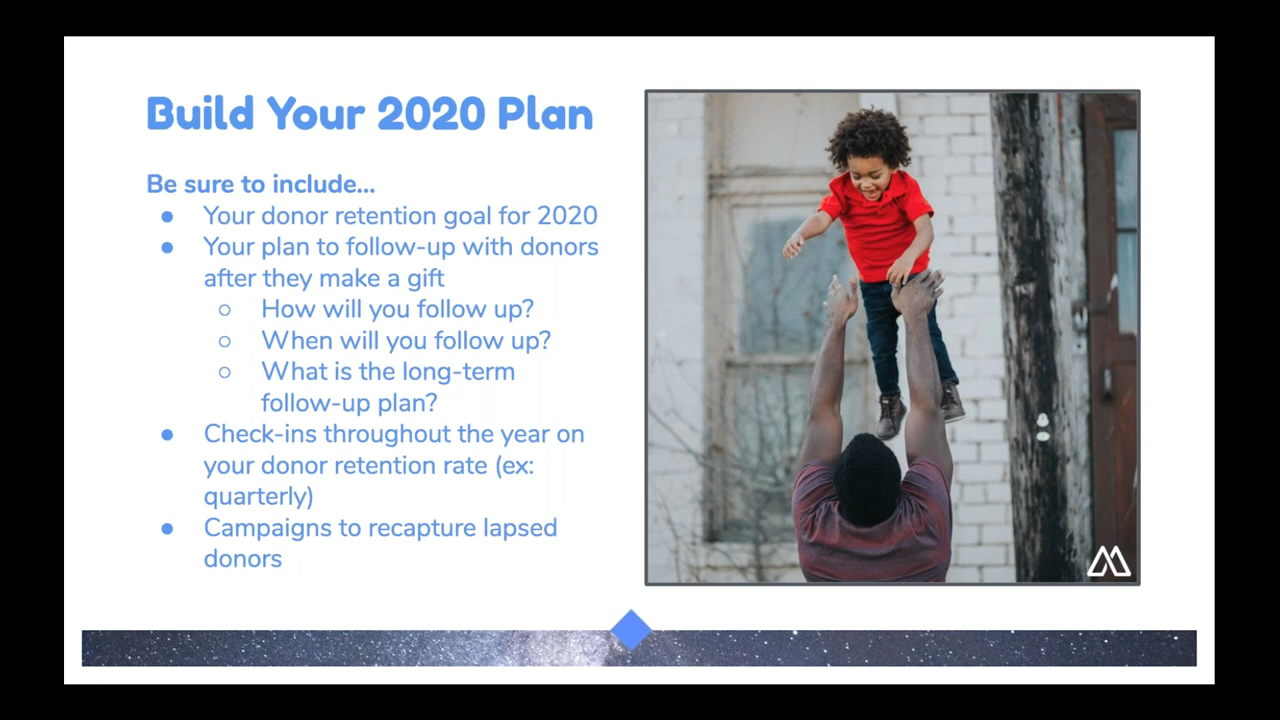 Build Your 2020 Plan
Be sure to include...
● Your donor retention goal for 2020
● Your plan to follow-up with donors
after they make a gift
○ How will you follow up?
○ When will you follow up?
○ What is the long-term
follow-up plan?
● Check-ins throughout the year on
your donor retention rate (ex:
quarterly)
● Campaigns to recapture lapsed
donors